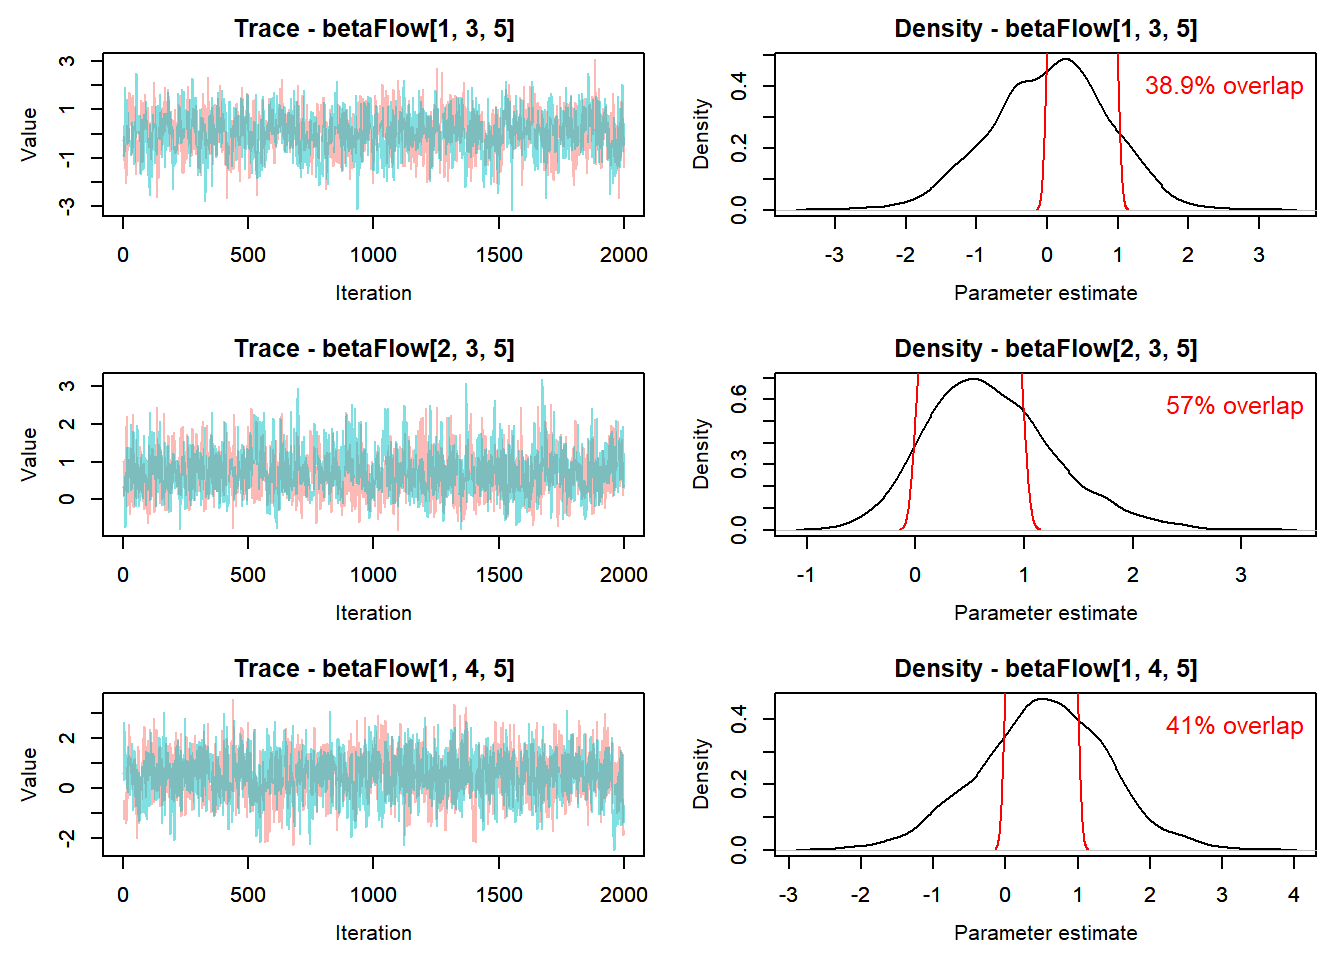 Trace - betaFlow[1, 3, 5]
Value
3
1
-1
-3
0 500 1000 1500 2000
Iteration
Density - betaFlow[1, 3, 5]
Density
0.4
0.2
0.0
38.9% overlap
-3 -2 -1 0 1 2 3
Parameter estimate
Trace - betaFlow[2, 3, 5]
Value
3
2
1
0
0 500 1000 1500 2000
Iteration
Density - betaFlow[2, 3, 5]
Density
0.6
0.3
0.0
57% overlap
-1 0 1 2 3
Parameter estimate
Trace - betaFlow[1, 4, 5]
Value
2
0
-2
0 500 1000 1500 2000
Iteration
Density - betaFlow[1, 4, 5]
Density
0.4
0.2
0.0
41% overlap
-3 -2 -1 0 1 2 3 4
Parameter estimate